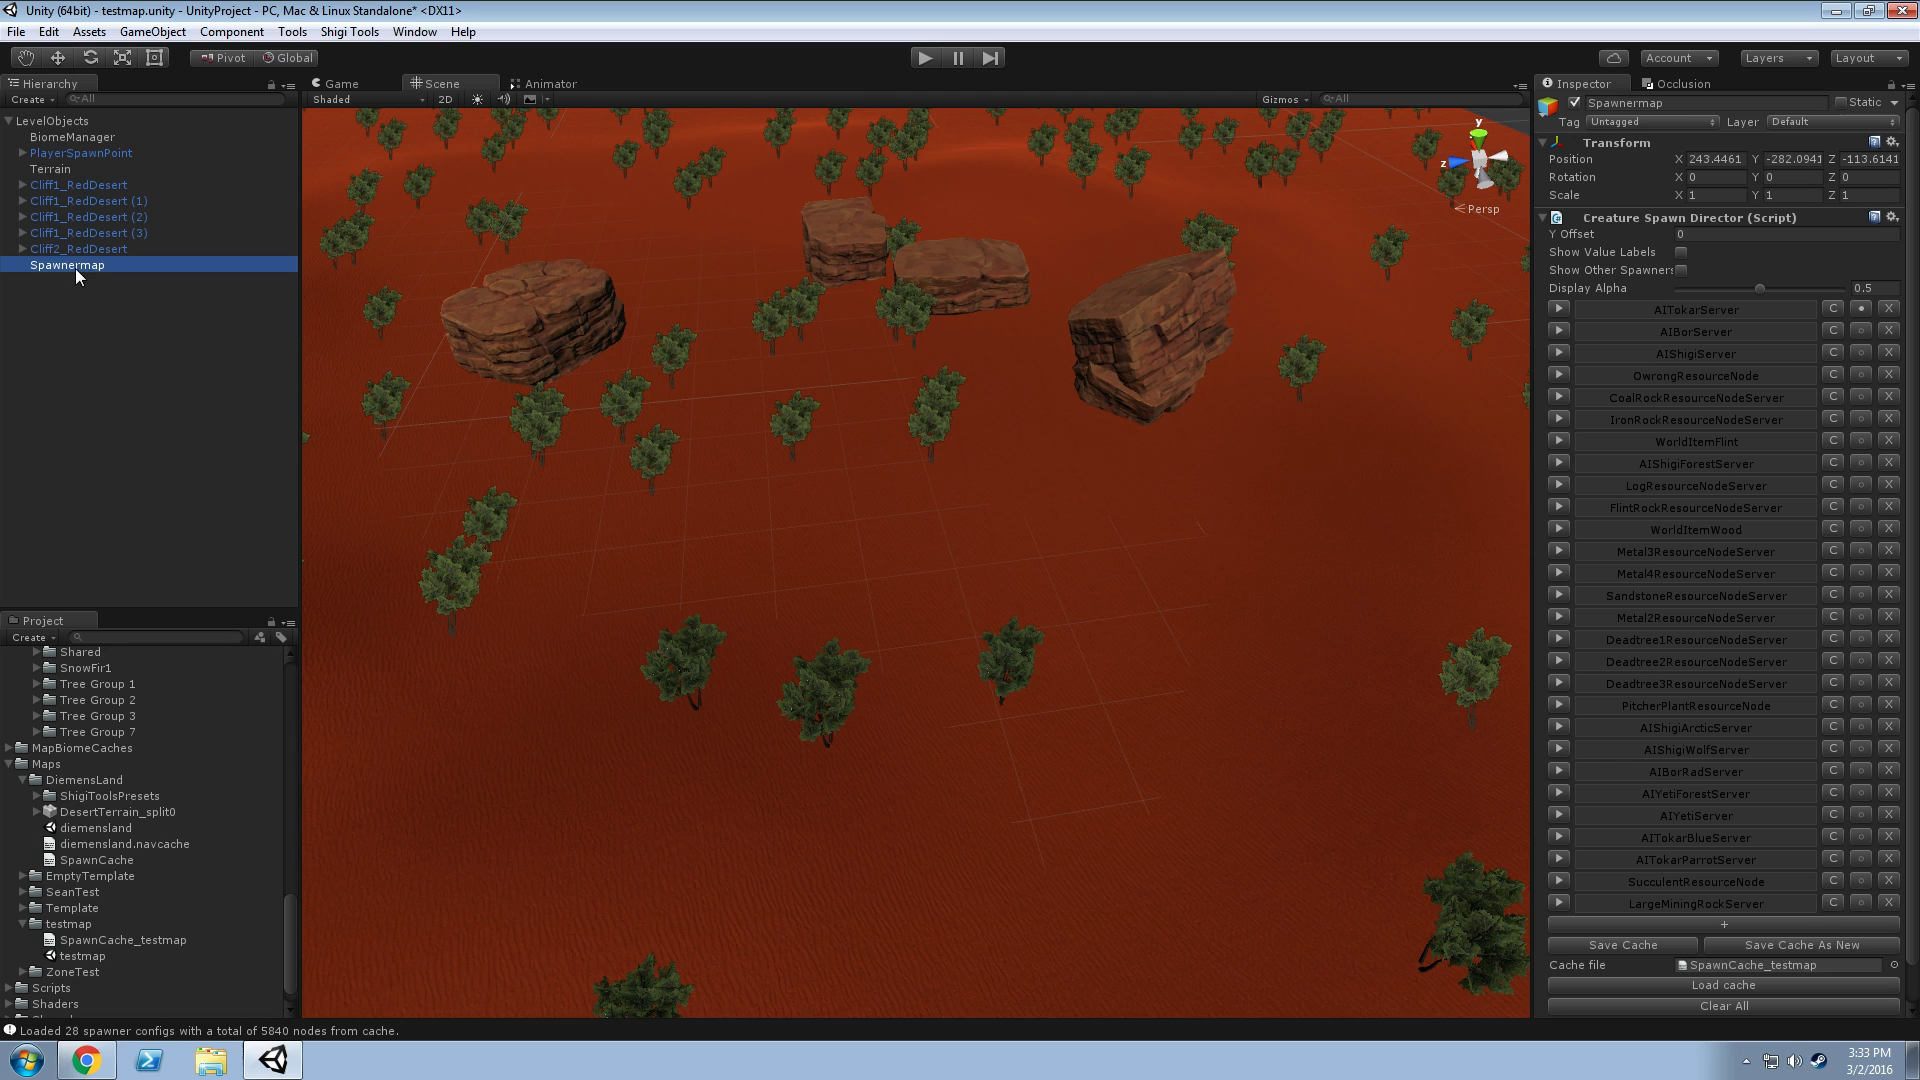 Unity (64bit) - testmap.unity - UnityProject - PC, Mac & Linux Standalone* <DX11>
File Edit Assets GameObject Component Tools Shigi Tools Window Help
Pivot Global Account Layers Layout
Hierarchy
Create All
LevelObjects
BiomeManager
PlayerSpawnPoint
Terrain
Cliff1_RedDesert
Cliff1_RedDesert (1)
Cliff1_RedDesert (2)
Cliff1_RedDesert (3)
Cliff2_RedDesert
Spawnermap
Project
Create
Shared
SnowFir1
Tree Group 1
Tree Group 2
Tree Group 3
Tree Group 7
MapBiomeCaches
Maps
DiemensLand
ShigiToolsPresets
DesertTerrain_split0
diemensland
diemensland.navcache
SpawnCache
EmptyTemplate
SeanTest
Template
testmap
SpawnCache_testmap
testmap
ZoneTest
Scripts
Shaders
Game Scene Animator
Shaded 2D Gizmos All
y
z
Persp
Inspector Occlusion
Spawnermap Static
Tag Untagged Layer Default
Transform
Position X 243.4461 Y -282.0941 Z -113.6141
Rotation X 0 Y 0 Z 0
Scale X 1 Y 1 Z 1
Creature Spawn Director (Script)
Y Offset 0
Show Value Labels
Show Other Spawners
Display Alpha 0.5
AITokarServer C X
AIBorServer C X
AIShigiServer C X
OwrongResourceNode C X
CoalRockResourceNodeServer C X
IronRockResourceNodeServer C X
WorldItemFlint C X
AIShigiForestServer C X
LogResourceNodeServer C X
FlintRockResourceNodeServer C X
WorldItemWood C X
Metal3ResourceNodeServer C X
Metal4ResourceNodeServer C X
SandstoneResourceNodeServer C X
Metal2ResourceNodeServer C X
Deadtree1ResourceNodeServer C X
Deadtree2ResourceNodeServer C X
Deadtree3ResourceNodeServer C X
PitcherPlantResourceNode C X
AIShigiArcticServer C X
AIShigiWolfServer C X
AIBorRadServer C X
AIYetiForestServer C X
AIYetiServer C X
AITokarBlueServer C X
AITokarParrotServer C X
SucculentResourceNode C X
LargeMiningRockServer C X
+
Save Cache Save Cache As New
Cache file SpawnCache_testmap
Load cache
Clear All
Loaded 28 spawner configs with a total of 5840 nodes from cache.
3:33 PM
3/2/2016